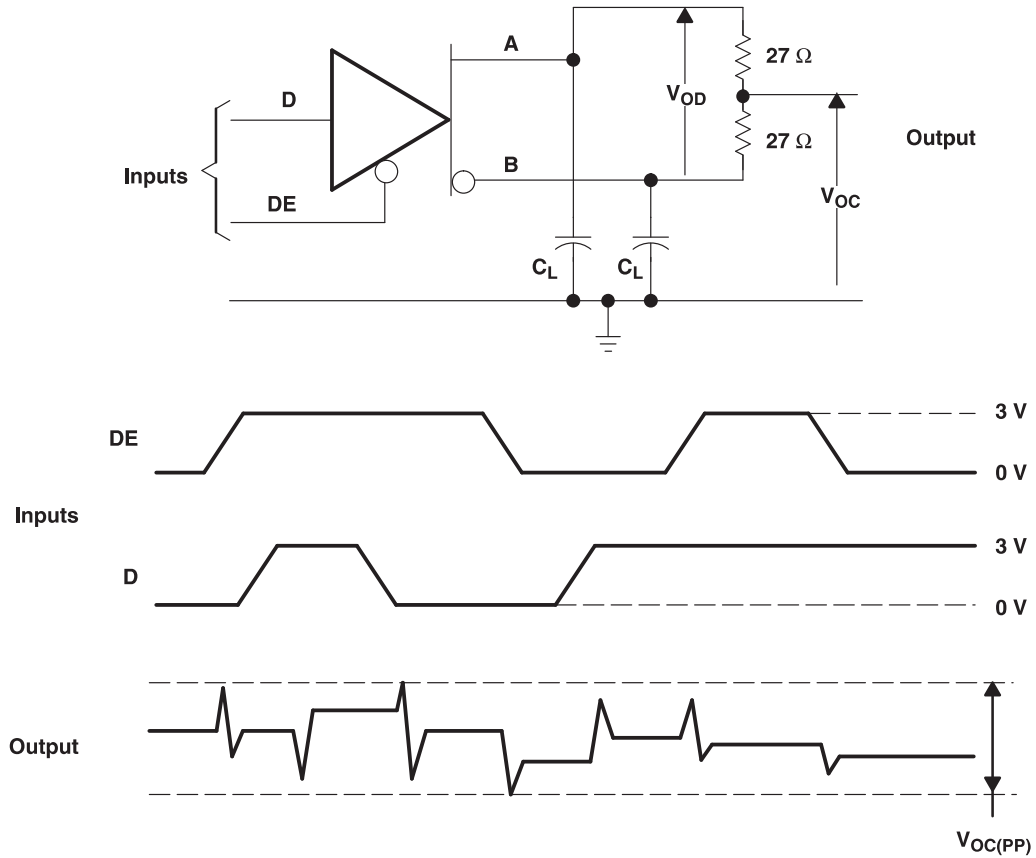 A
27 Ω
D
VOD
27 Ω
Output
Inputs
B
VOC
DE
CL
CL
DE
3 V
0 V
Inputs
D
3 V
0 V
Output
VOC(PP)